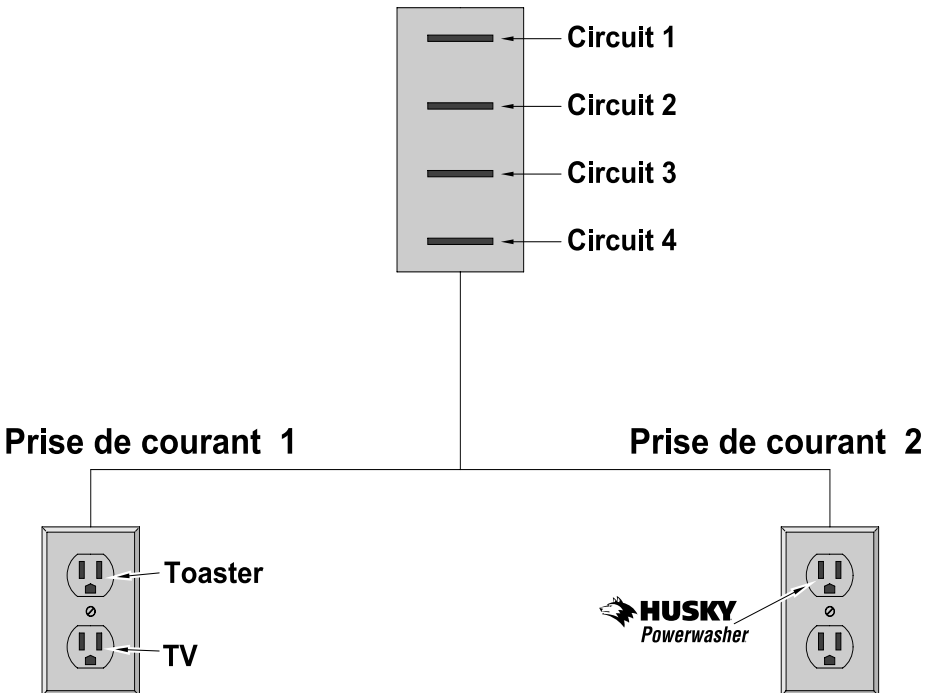 Circuit 1
Circuit 2
Circuit 3
Circuit 4
Prise de courant 1
Prise de courant 2
Toaster
TV
HUSKY
Powerwasher